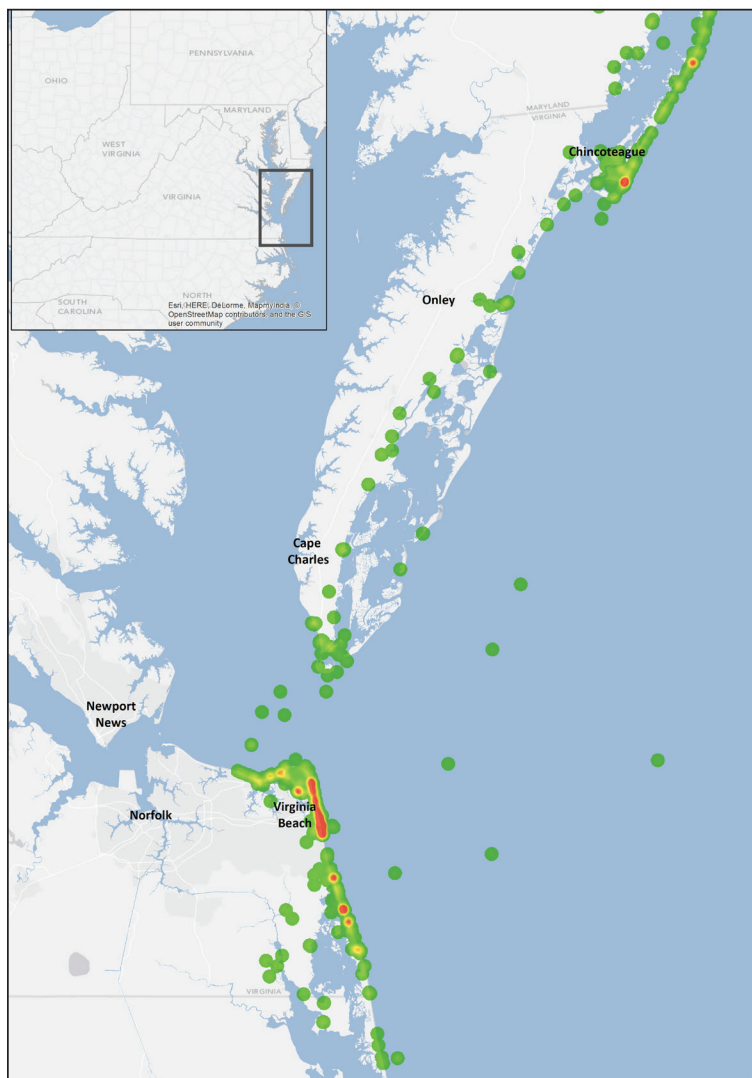 PENNSYLVANIA
OHIO
MARYLAND
WEST
VIRGINIA
VIRGINIA
NORTH
SOUTH
CAROLINA
Esri, HERE, DeLorme, MapmyIndia, ©
OpenStreetMap contributors, and the GIS
user community
MARYLAND
VIRGINIA
Chincoteague
Onley
Cape
Charles
Newport
News
Norfolk
Virginia
Beach
VIRGINIA